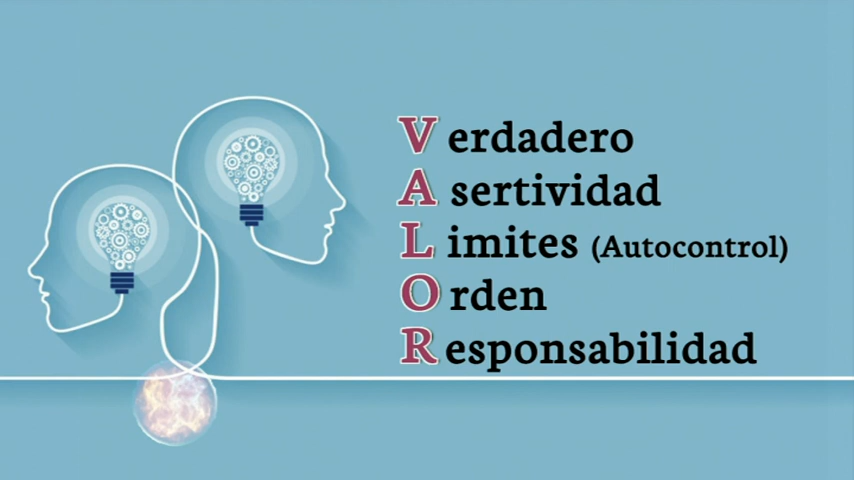 Verdadero
Asertividad
Limites (Autocontrol)
Orden
Responsabilidad